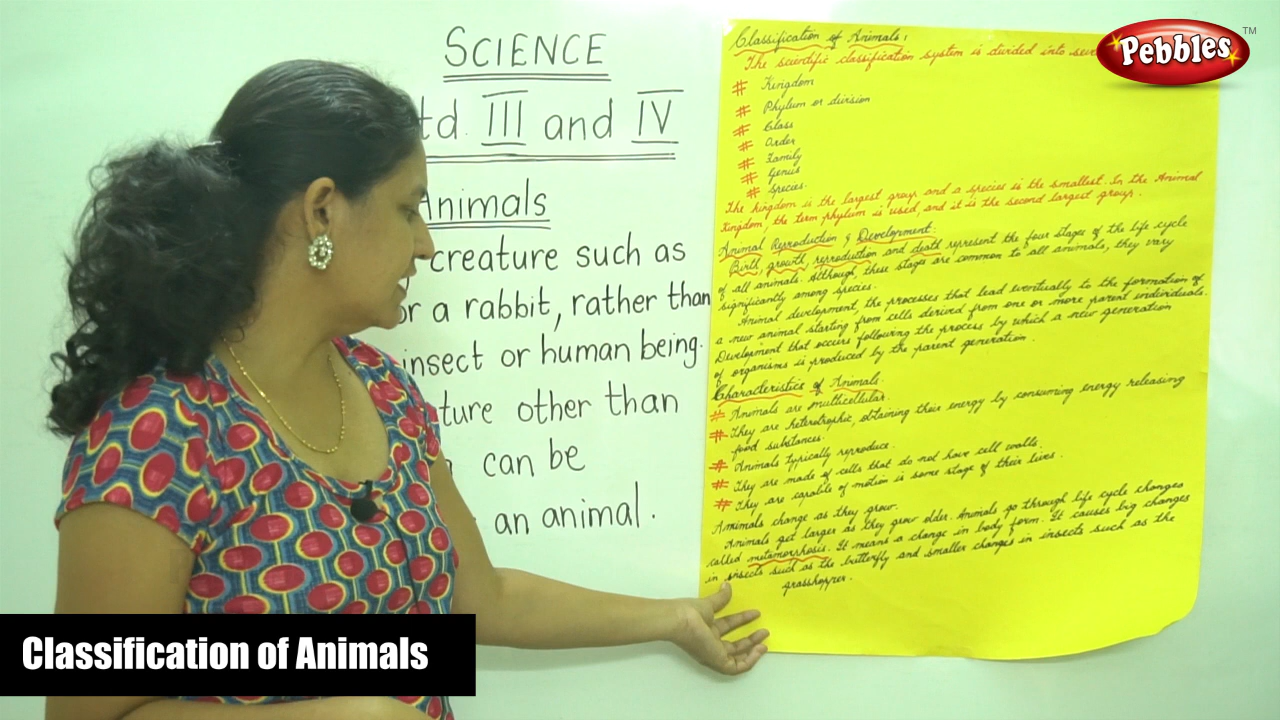 SCIENCE
td. III and IV
Animals
creature such as
or a rabbit, rather than
insect or human being.
ture other than
can be
an animal.
Classification of Animals:
The scientific classification system is divided into
# Kingdom
# Phylum or division
# Class
# Order
# Family
# Genus
# Species.
The kingdom is the largest group and a species is the smallest. In the Animal
Kingdom, the term phylum is used, and it is the second largest group.
Animal Reproduction & Development:
Birth, growth, reproduction and death represent the four stages of the life cycle
of all animals. Although, these stages are common to all animals, they vary
significantly among species.
Animal development, the processes that lead eventually to the formation of
a new animal starting from cells derived from one or more parent individuals.
Development that occurs following the process by which a new generation
of organisms is produced by the parent generation.
Characteristics of Animals.
# Animals are multicellular.
# They are heterotrophic, obtaining their energy by consuming energy releasing
food substances.
# Animals typically reproduce.
# They are made of cells that do not have cell walls.
# They are capable of motion is some stage of their lives.
Animals change as they grow.
Animals get larger as they grow older. Animals go through life cycle changes
called metamorphosis. It means a change in body form. It causes big changes
in insects such as the butterfly and smaller changes in insects such as the
grasshopper.
Pebbles TM
Classification of Animals